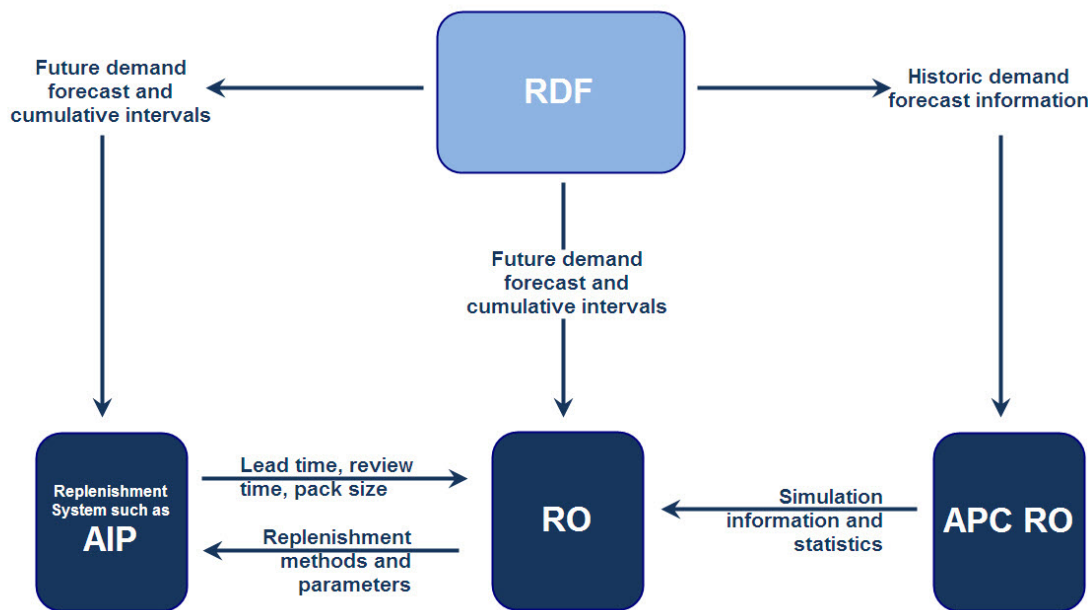 RDF
Future demand
forecast and
cumulative intervals
Historic demand
forecast information
Future demand
forecast and
cumulative intervals
Replenishment
System such as
AIP
Lead time, review
time, pack size
Replenishment
methods and
parameters
RO
Simulation
information and
statistics
APC RO